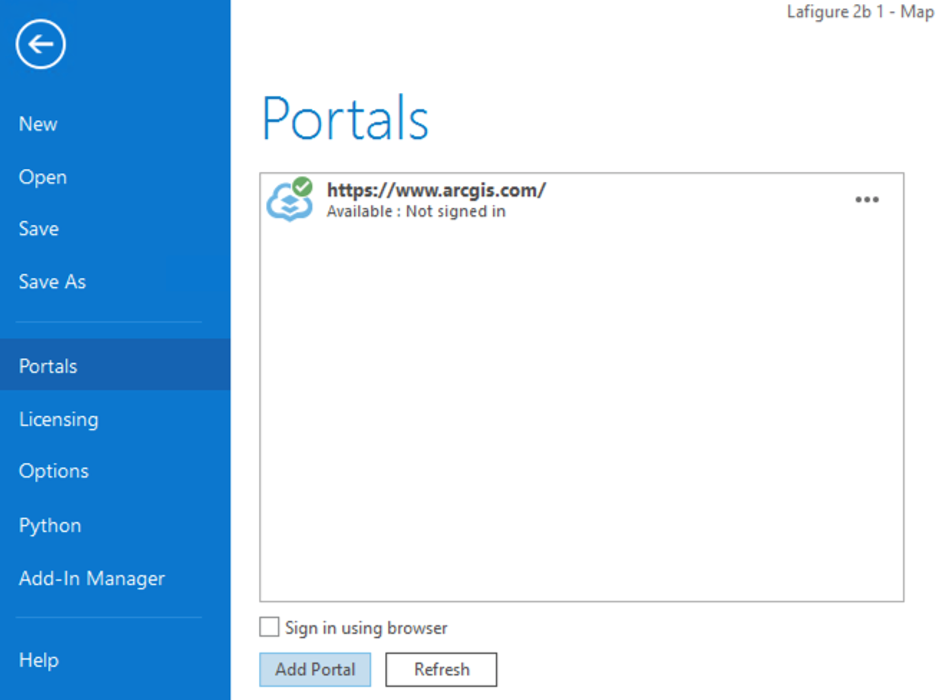 Lafigure 2b 1 - Map
New
Open
Save
Save As
Portals
Licensing
Options
Python
Add-In Manager
Help
Portals
https://www.arcgis.com/
Available : Not signed in
Sign in using browser
Add Portal
Refresh